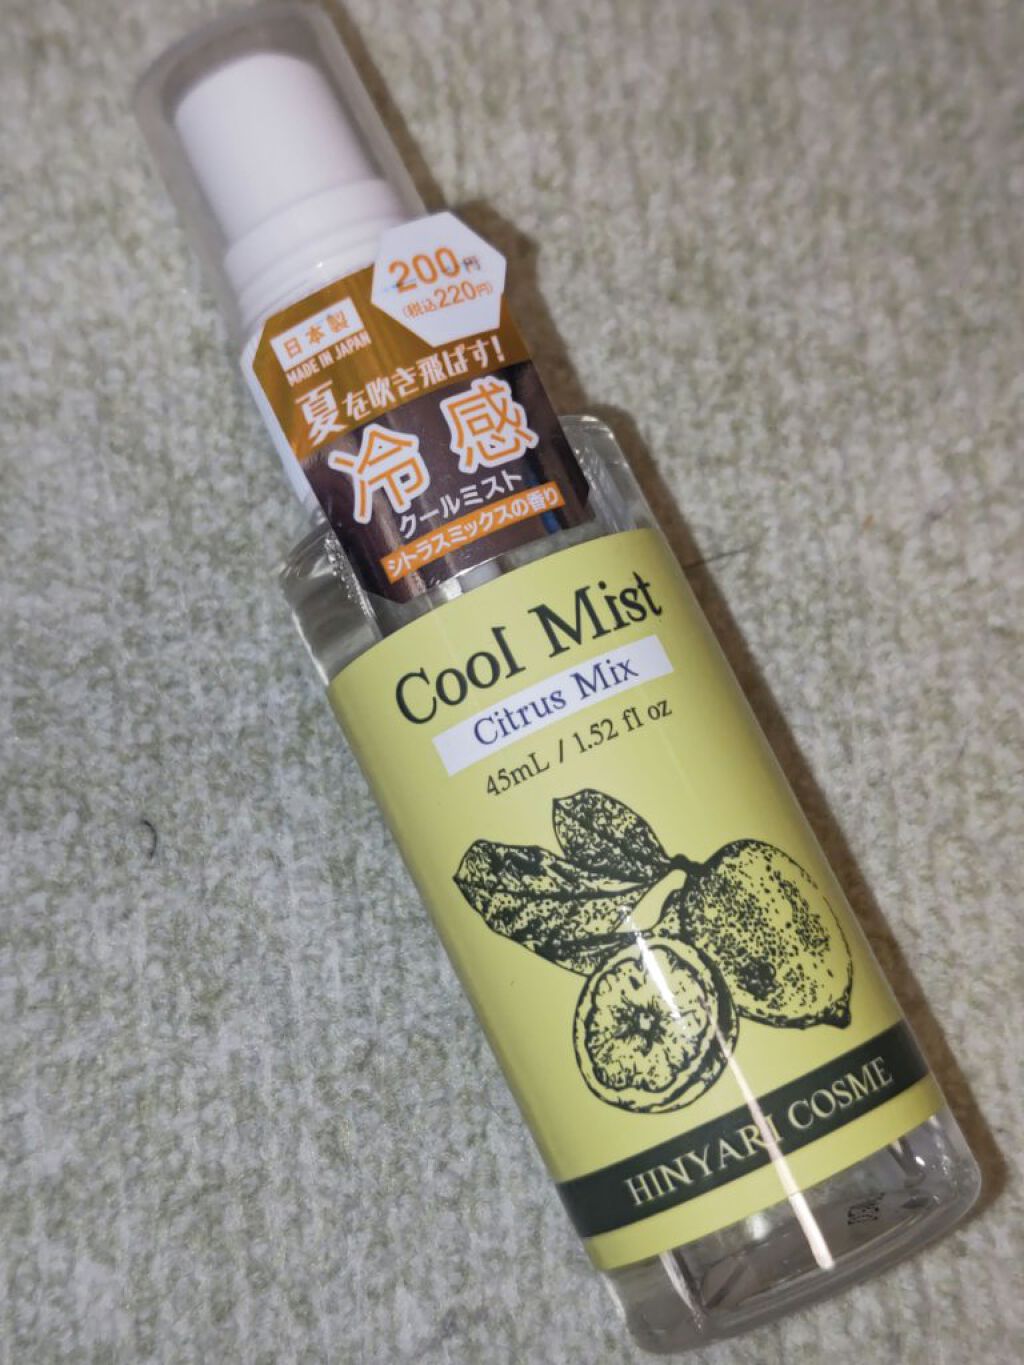 200円
(税込220円)
日本製
MADE IN JAPAN
夏を吹き飛ばす!
冷感
クールミスト
シトラスミックスの香り
Cool Mist
Citrus Mix
45mL / 1.52 fl oz
HINYARI COSME